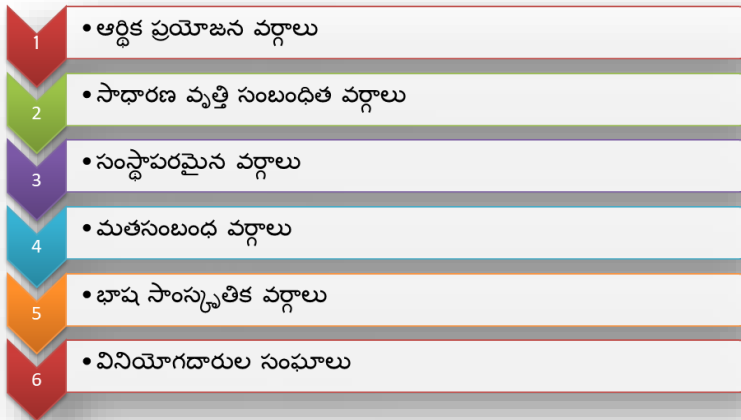 1 • ఆర్థిక ప్రయోజన వర్గాలు
2 • సాధారణ వృత్తి సంబంధిత వర్గాలు
3 • సంస్థాపరమైన వర్గాలు
4 • మతసంబంధ వర్గాలు
5 • భాష సాంస్కృతిక వర్గాలు
6 • వినియోగదారుల సంఘాలు